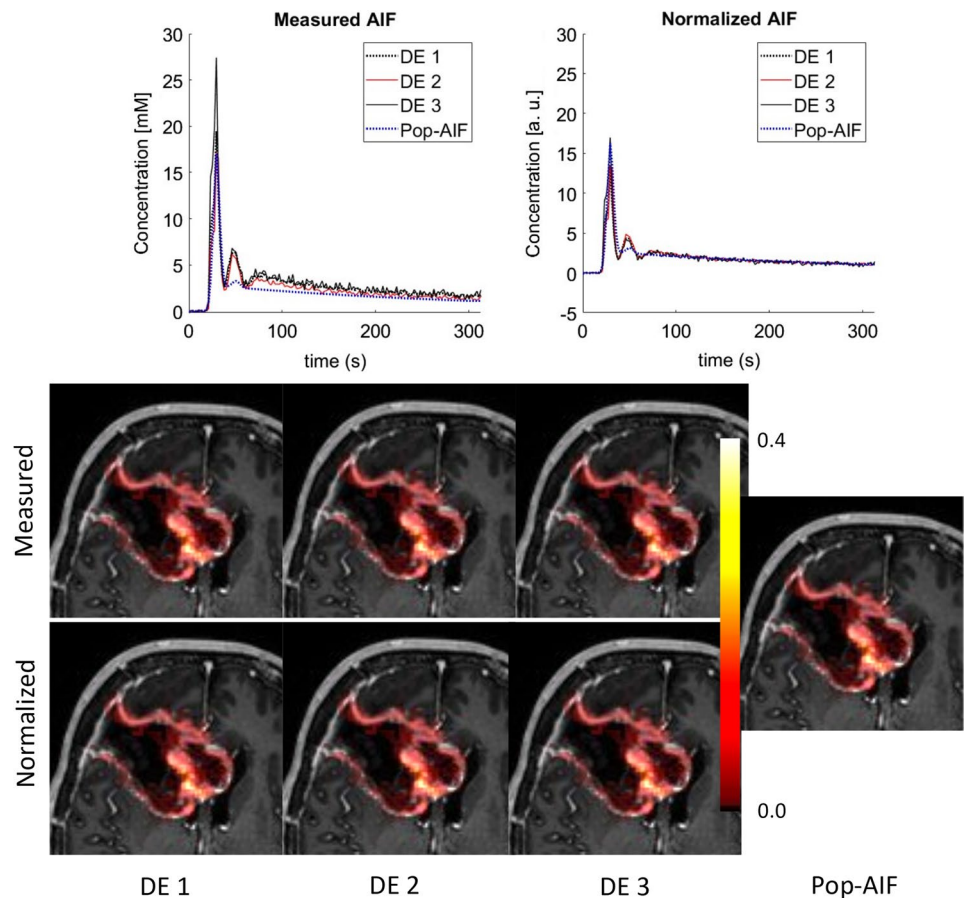 Measured AIF
Concentration [mM]
30
25
20
15
10
5
0
0
100
200
300
time (s)
DE 1
DE 2
DE 3
Pop-AIF
Normalized AIF
Concentration [a. u.]
30
25
20
15
10
5
0
-5
0
100
200
300
time (s)
DE 1
DE 2
DE 3
Pop-AIF
Measured
Normalized
0.4
0.0
DE 1
DE 2
DE 3
Pop-AIF